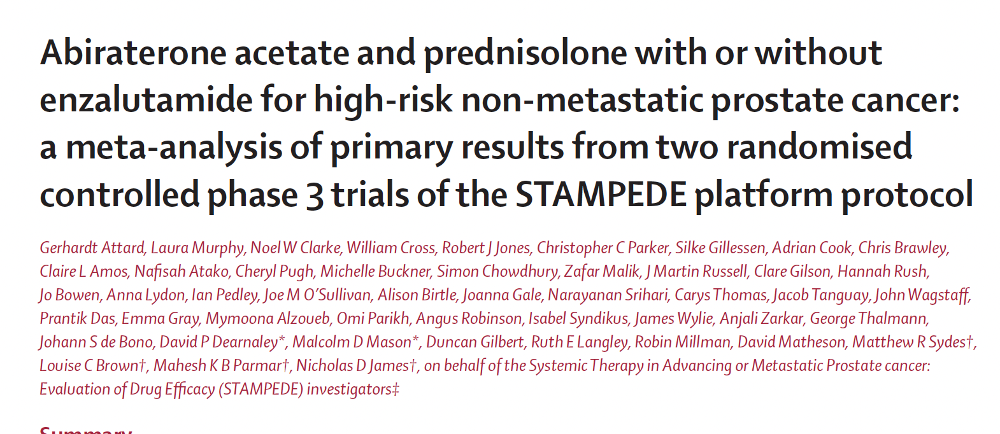 Abiraterone acetate and prednisolone with or without
enzalutamide for high-risk non-metastatic prostate cancer:
a meta-analysis of primary results from two randomised
controlled phase 3 trials of the STAMPEDE platform protocol
Gerhardt Attard, Laura Murphy, Noel W Clarke, William Cross, Robert J Jones, Christopher C Parker, Silke Gillessen, Adrian Cook, Chris Brawley,
Claire L Amos, Nafisah Atako, Cheryl Pugh, Michelle Buckner, Simon Chowdhury, Zafar Malik, J Martin Russell, Clare Gilson, Hannah Rush,
Jo Bowen, Anna Lydon, Ian Pedley, Joe M O’Sullivan, Alison Birtle, Joanna Gale, Narayanan Srihari, Carys Thomas, Jacob Tanguay, John Wagstaff,
Prantik Das, Emma Gray, Mymoona Alzoueb, Omi Parikh, Angus Robinson, Isabel Syndikus, James Wylie, Anjali Zarkar, George Thalmann,
Johann S de Bono, David P Dearnaley*, Malcolm D Mason*, Duncan Gilbert, Ruth E Langley, Robin Millman, David Matheson, Matthew R Sydes†,
Louise C Brown†, Mahesh K B Parmar†, Nicholas D James†, on behalf of the Systemic Therapy in Advancing or Metastatic Prostate cancer:
Evaluation of Drug Efficacy (STAMPEDE) investigators‡
Summary